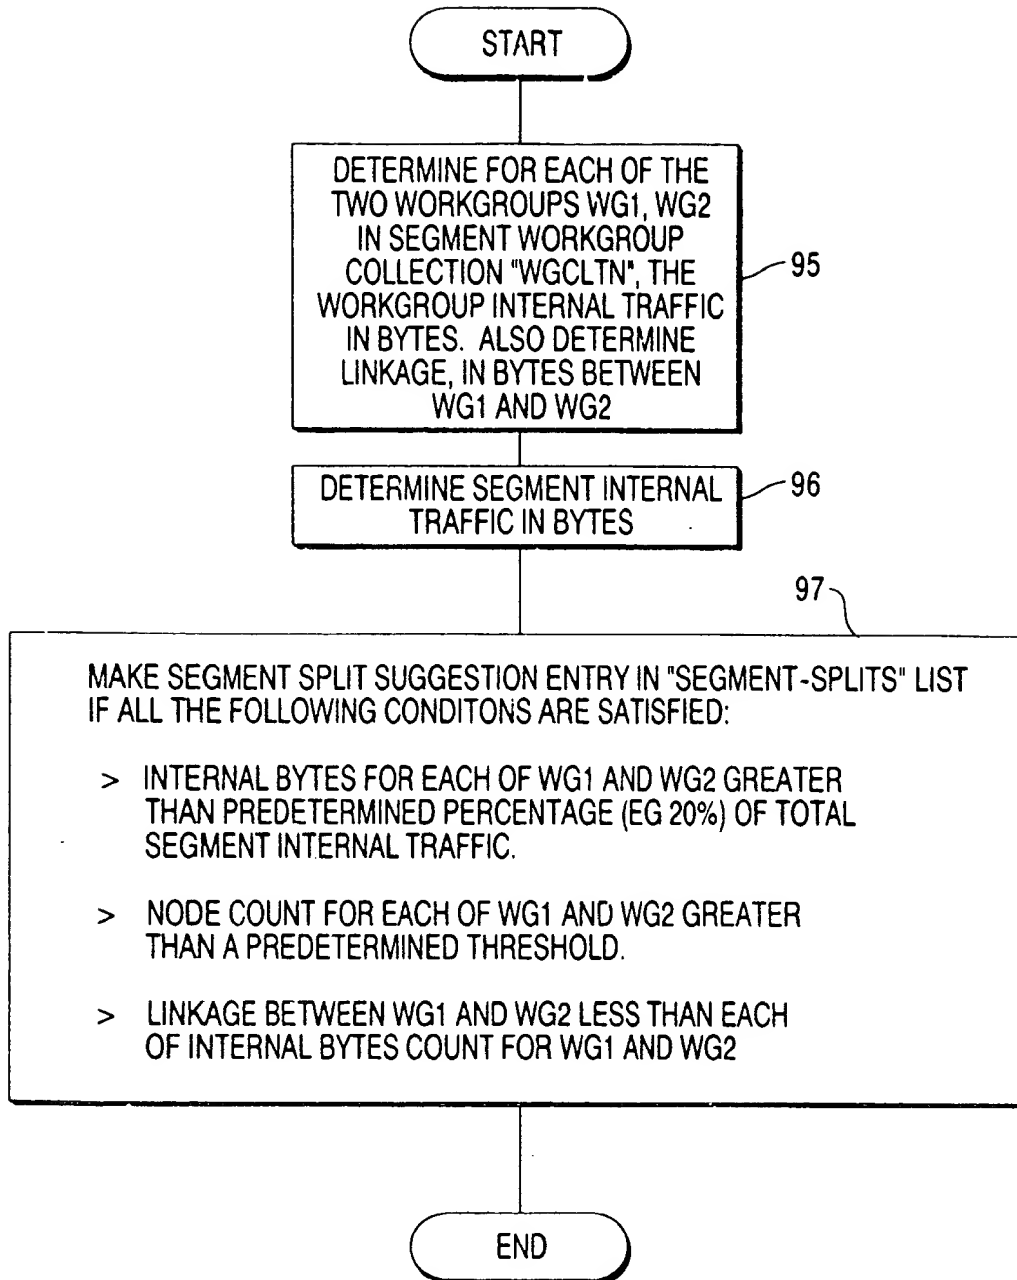 START
DETERMINE FOR EACH OF THE
TWO WORKGROUPS WG1, WG2
IN SEGMENT WORKGROUP
COLLECTION "WGCLTN", THE
WORKGROUP INTERNAL TRAFFIC
IN BYTES. ALSO DETERMINE
LINKAGE, IN BYTES BETWEEN
WG1 AND WG2
95
DETERMINE SEGMENT INTERNAL
TRAFFIC IN BYTES
96
97
MAKE SEGMENT SPLIT SUGGESTION ENTRY IN "SEGMENT-SPLITS" LIST
IF ALL THE FOLLOWING CONDITONS ARE SATISFIED:
> INTERNAL BYTES FOR EACH OF WG1 AND WG2 GREATER
THAN PREDETERMINED PERCENTAGE (EG 20%) OF TOTAL
SEGMENT INTERNAL TRAFFIC.
> NODE COUNT FOR EACH OF WG1 AND WG2 GREATER
THAN A PREDETERMINED THRESHOLD.
> LINKAGE BETWEEN WG1 AND WG2 LESS THAN EACH
OF INTERNAL BYTES COUNT FOR WG1 AND WG2
END